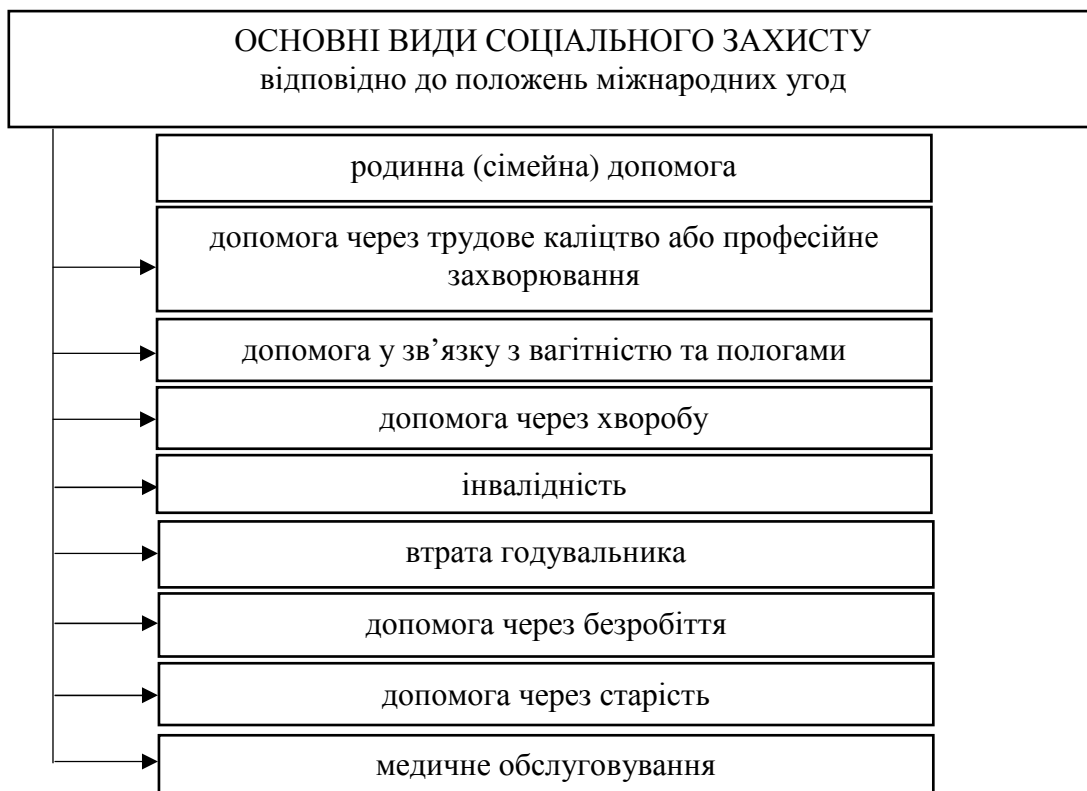 ОСНОВНІ ВИДИ СОЦІАЛЬНОГО ЗАХИСТУ
відповідно до положень міжнародних угод
родинна (сімейна) допомога
допомога через трудове каліцтво або професійне
захворювання
допомога у зв’язку з вагітністю та пологами
допомога через хворобу
інвалідність
втрата годувальника
допомога через безробіття
допомога через старість
медичне обслуговування